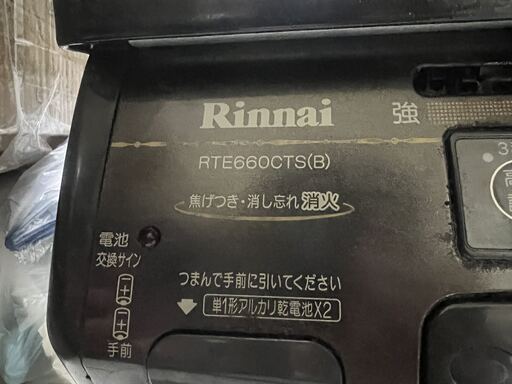 Rinnai
強
RTE660CTS(B)
焦げつき・消し忘れ 消火
電池
交換サイン
つまんで手前に引いてください
単1形アルカリ乾電池X2
手前
3
高